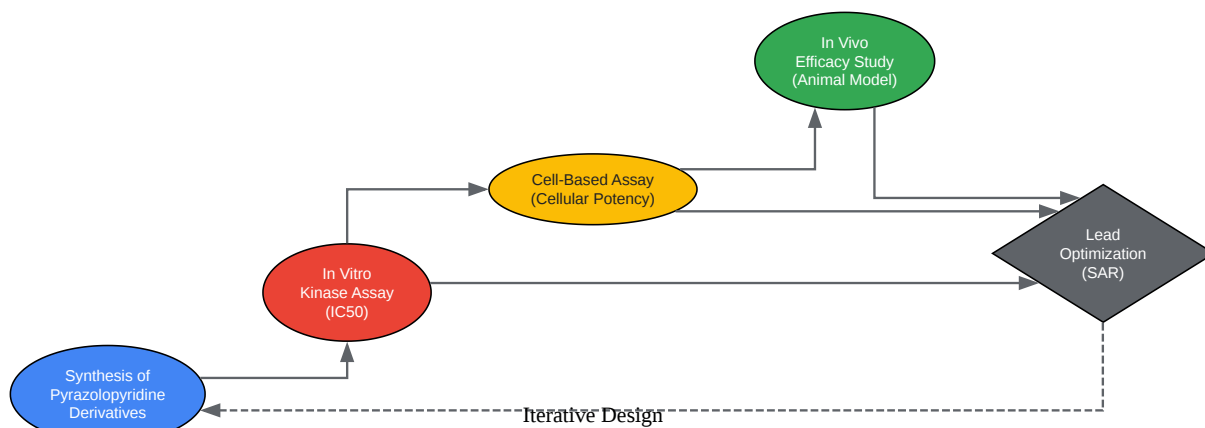 In Vivo
Efficacy Study
(Animal Model)
Cell-Based Assay
(Cellular Potency)
Lead
Optimization
(SAR)
In Vitro
Kinase Assay
(IC50)
Synthesis of
Pyrazolopyridine
Derivatives
Iterative Design